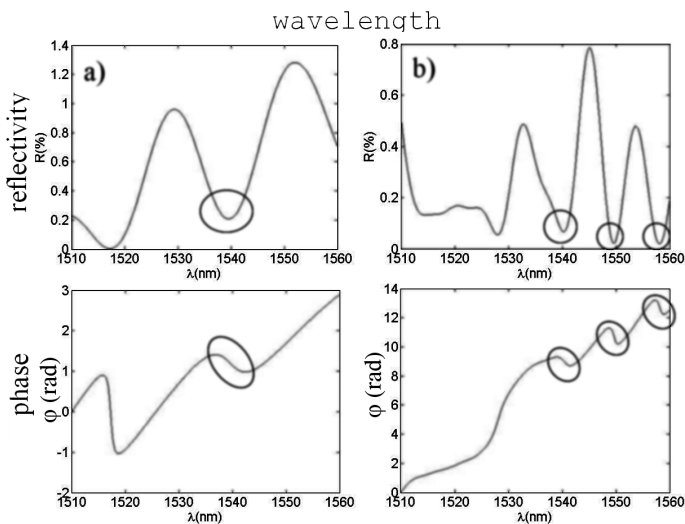 wavelength
a)
b)
reflectivity
R(%)
1.4
1.2
1
0.8
0.6
0.4
0.2
0
1510 1520 1530 1540 1550 1560
λ(nm)
R(%)
0.8
0.6
0.4
0.2
0
1510 1520 1530 1540 1550 1560
λ(nm)
phase
φ (rad)
3
2
1
0
-1
-2
1510 1520 1530 1540 1550 1560
λ(nm)
φ (rad)
14
12
10
8
6
4
2
0
1510 1520 1530 1540 1550 1560
λ(nm)